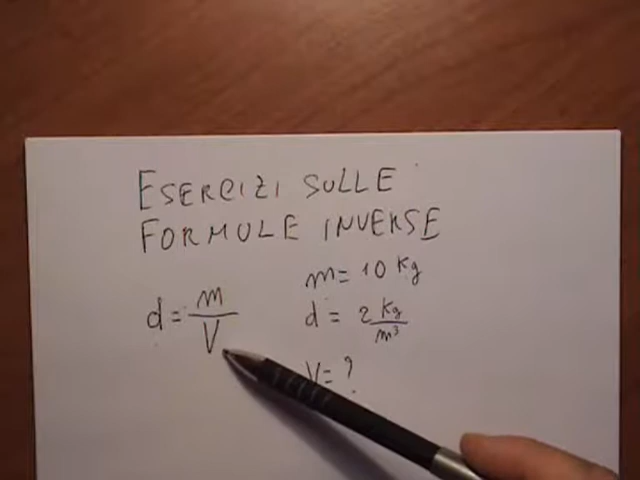 ESERCIZI SULLE
FORMULE INVERSE
m = 10 Kg
d = m/V
d = 2 Kg/m³
V = ?